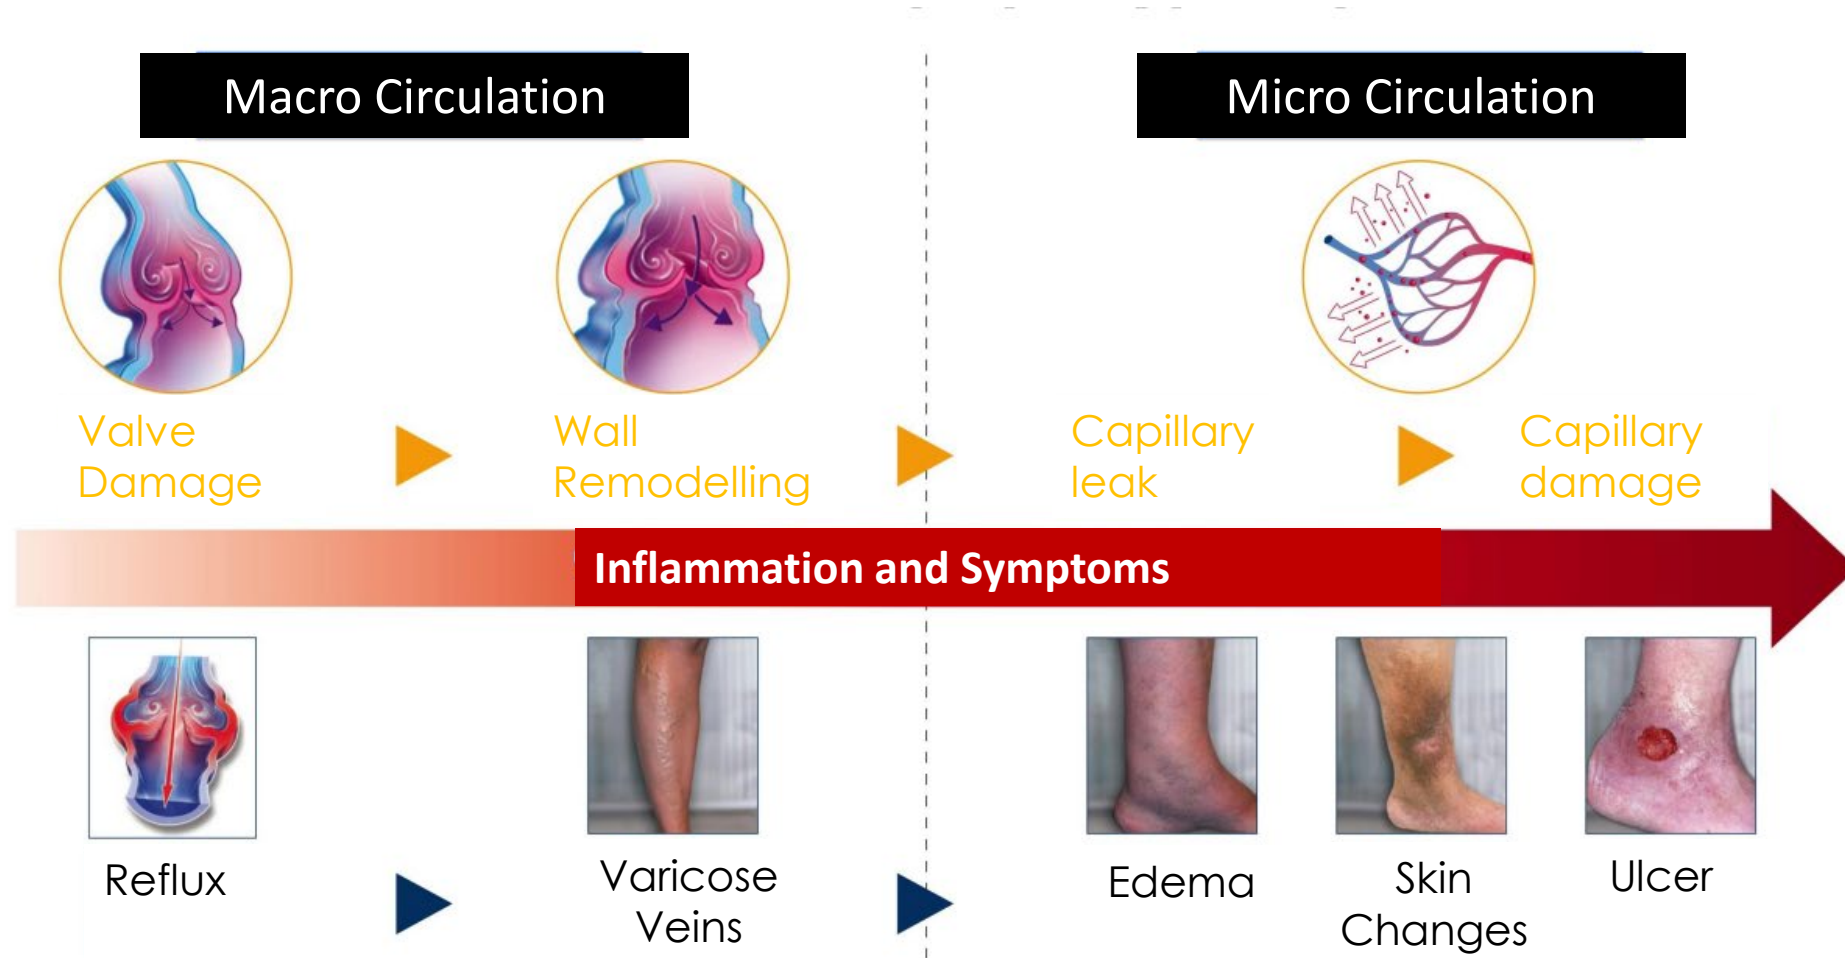 Macro Circulation
Micro Circulation
Valve
Damage
Wall
Remodelling
Capillary
leak
Capillary
damage
Inflammation and Symptoms
Reflux
Varicose
Veins
Edema
Skin
Changes
Ulcer